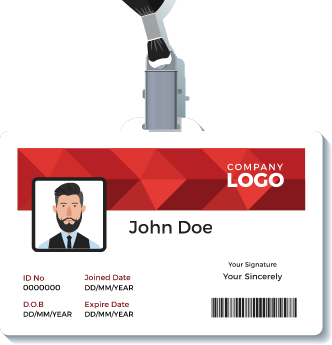 COMPANY
LOGO
John Doe
Your Signature
Your Sincerely
ID No
0000000
Joined Date
DD/MM/YEAR
D.O.B
DD/MM/YEAR
Expire Date
DD/MM/YEAR